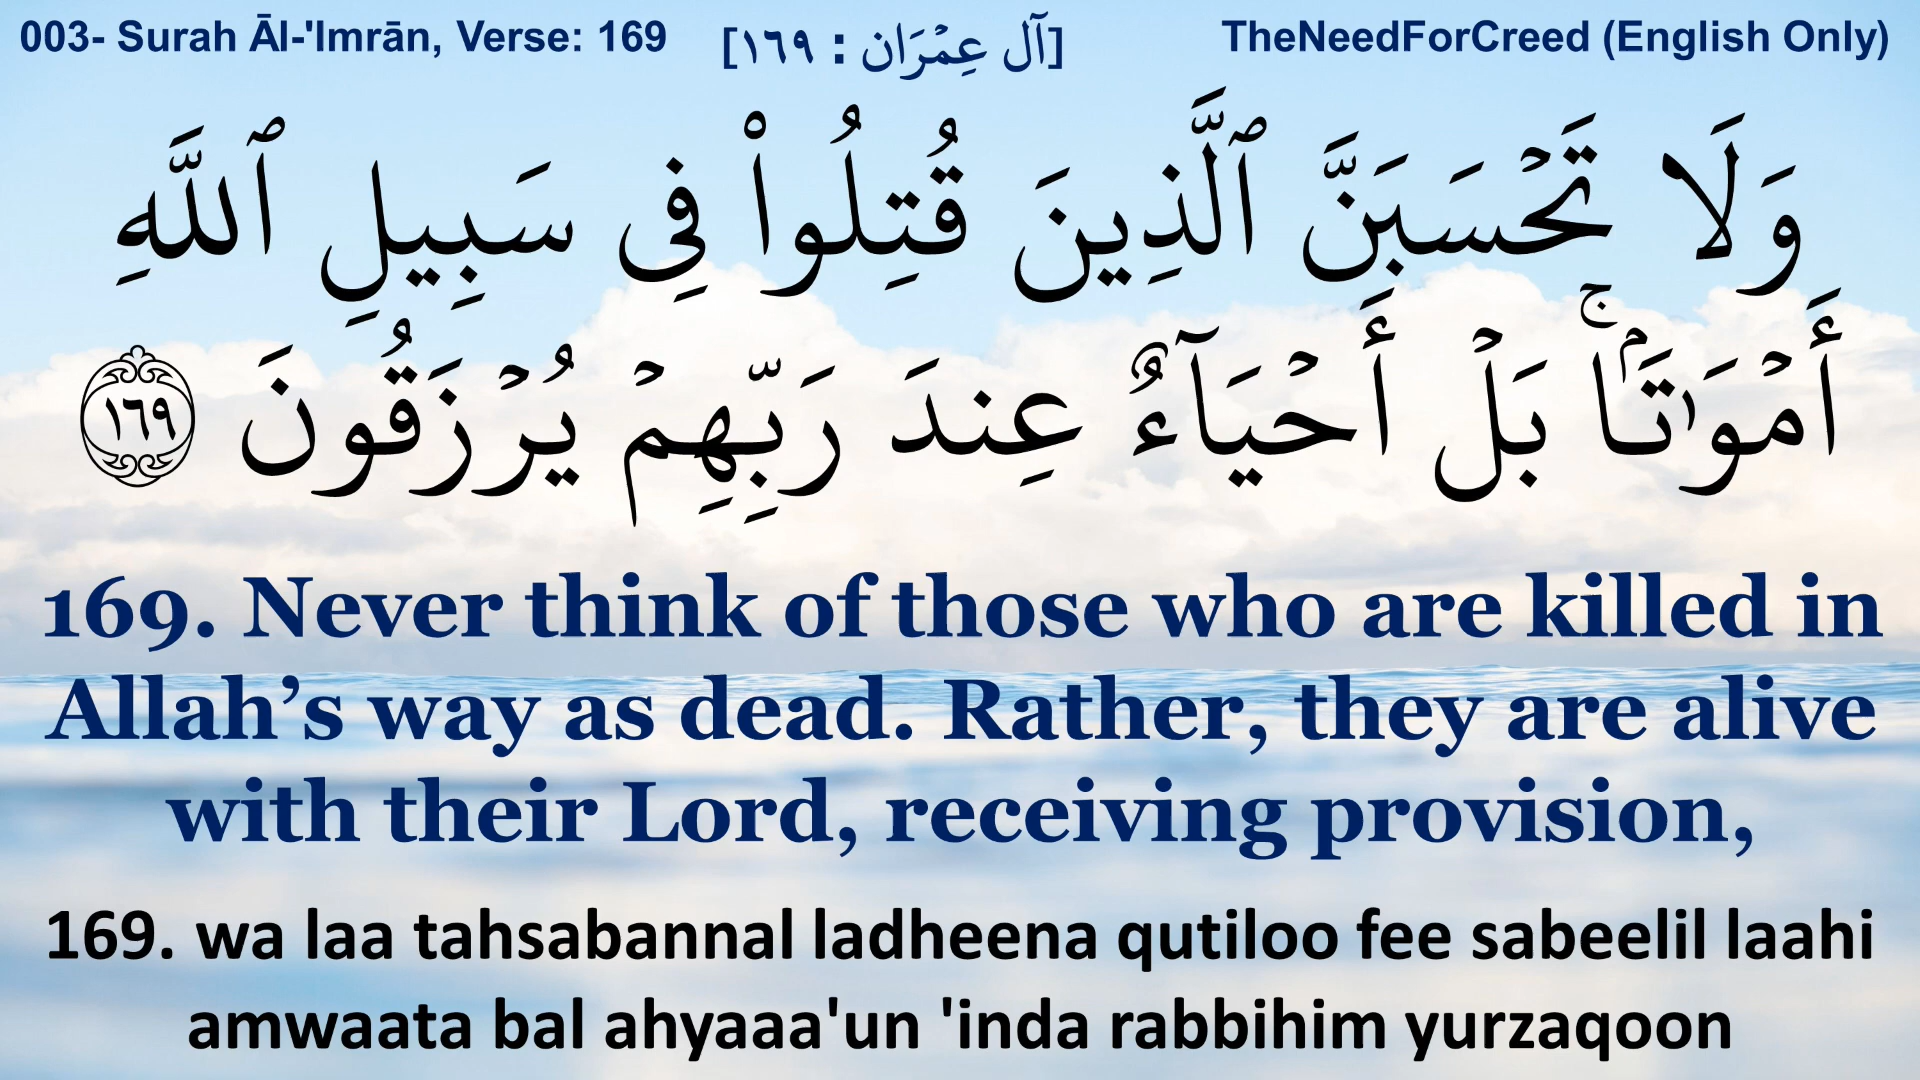 003- Surah Āl-'Imrān, Verse: 169
[آل عِمْرَان : ١٦٩]
TheNeedForCreed (English Only)
وَلَا تَحْسَبَنَّ ٱلَّذِينَ قُتِلُوا۟ فِى سَبِيلِ ٱللَّهِ
أَمْوَٰتًۢا ۚ بَلْ أَحْيَآءٌ عِندَ رَبِّهِمْ يُرْزَقُونَ ١٦٩
169. Never think of those who are killed in
Allah’s way as dead. Rather, they are alive
with their Lord, receiving provision,
169. wa laa tahsabannal ladheena qutiloo fee sabeelil laahi
amwaata bal ahyaaa'un 'inda rabbihim yurzaqoon